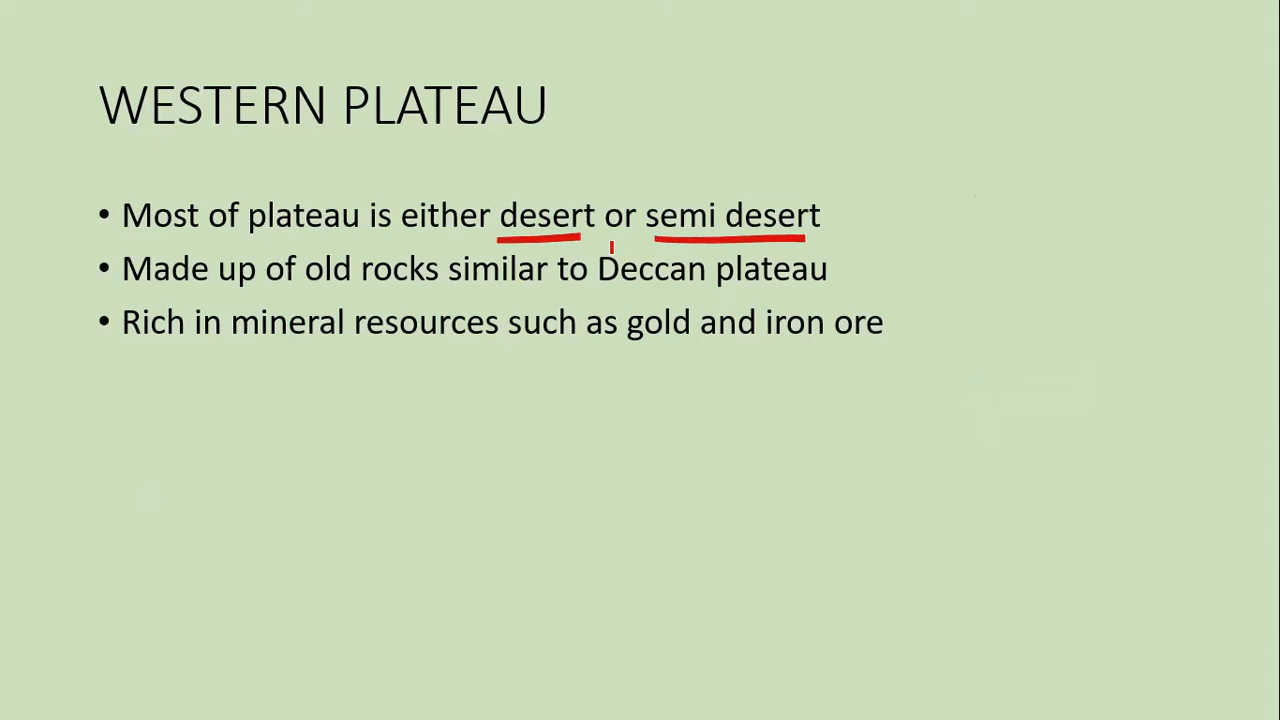 WESTERN PLATEAU
• Most of plateau is either desert or semi desert
• Made up of old rocks similar to Deccan plateau
• Rich in mineral resources such as gold and iron ore